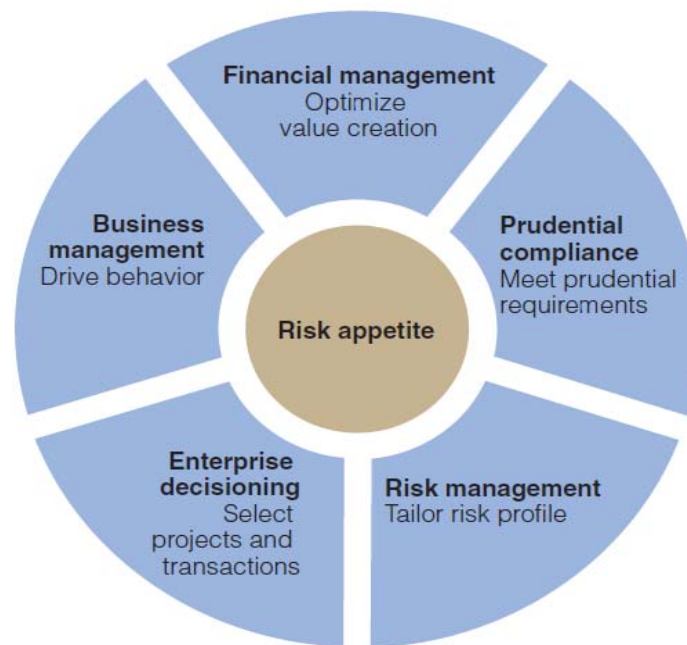 Financial management
Optimize
value creation
Prudential
compliance
Meet prudential
requirements
Risk management
Tailor risk profile
Enterprise
decisioning
Select
projects and
transactions
Business
management
Drive behavior
Risk appetite